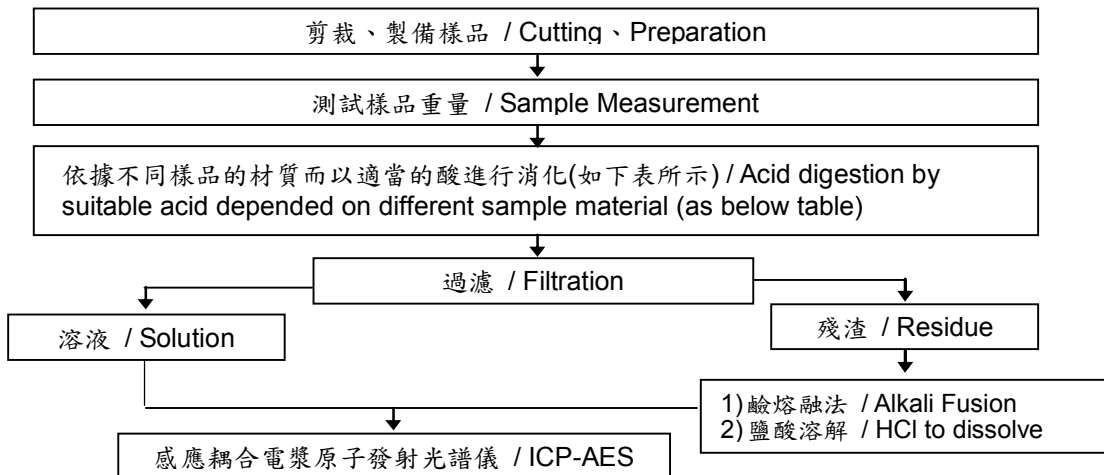 剪裁、製備樣品 / Cutting、Preparation
測試樣品重量 / Sample Measurement
依據不同樣品的材質而以適當的酸進行消化(如下表所示) / Acid digestion by
suitable acid depended on different sample material (as below table)
過濾 / Filtration
溶液 / Solution
殘渣 / Residue
1)鹼熔融法 / Alkali Fusion
2)鹽酸溶解 / HCl to dissolve
感應耦合電漿原子發射光譜儀 / ICP-AES